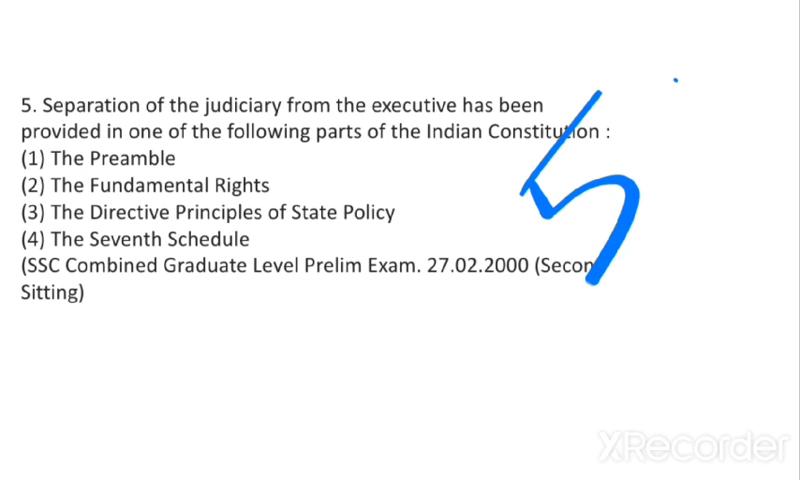 5. Separation of the judiciary from the executive has been
provided in one of the following parts of the Indian Constitution :
(1) The Preamble
(2) The Fundamental Rights
(3) The Directive Principles of State Policy
(4) The Seventh Schedule
(SSC Combined Graduate Level Prelim Exam. 27.02.2000 (Second
Sitting)
5
XRecorder